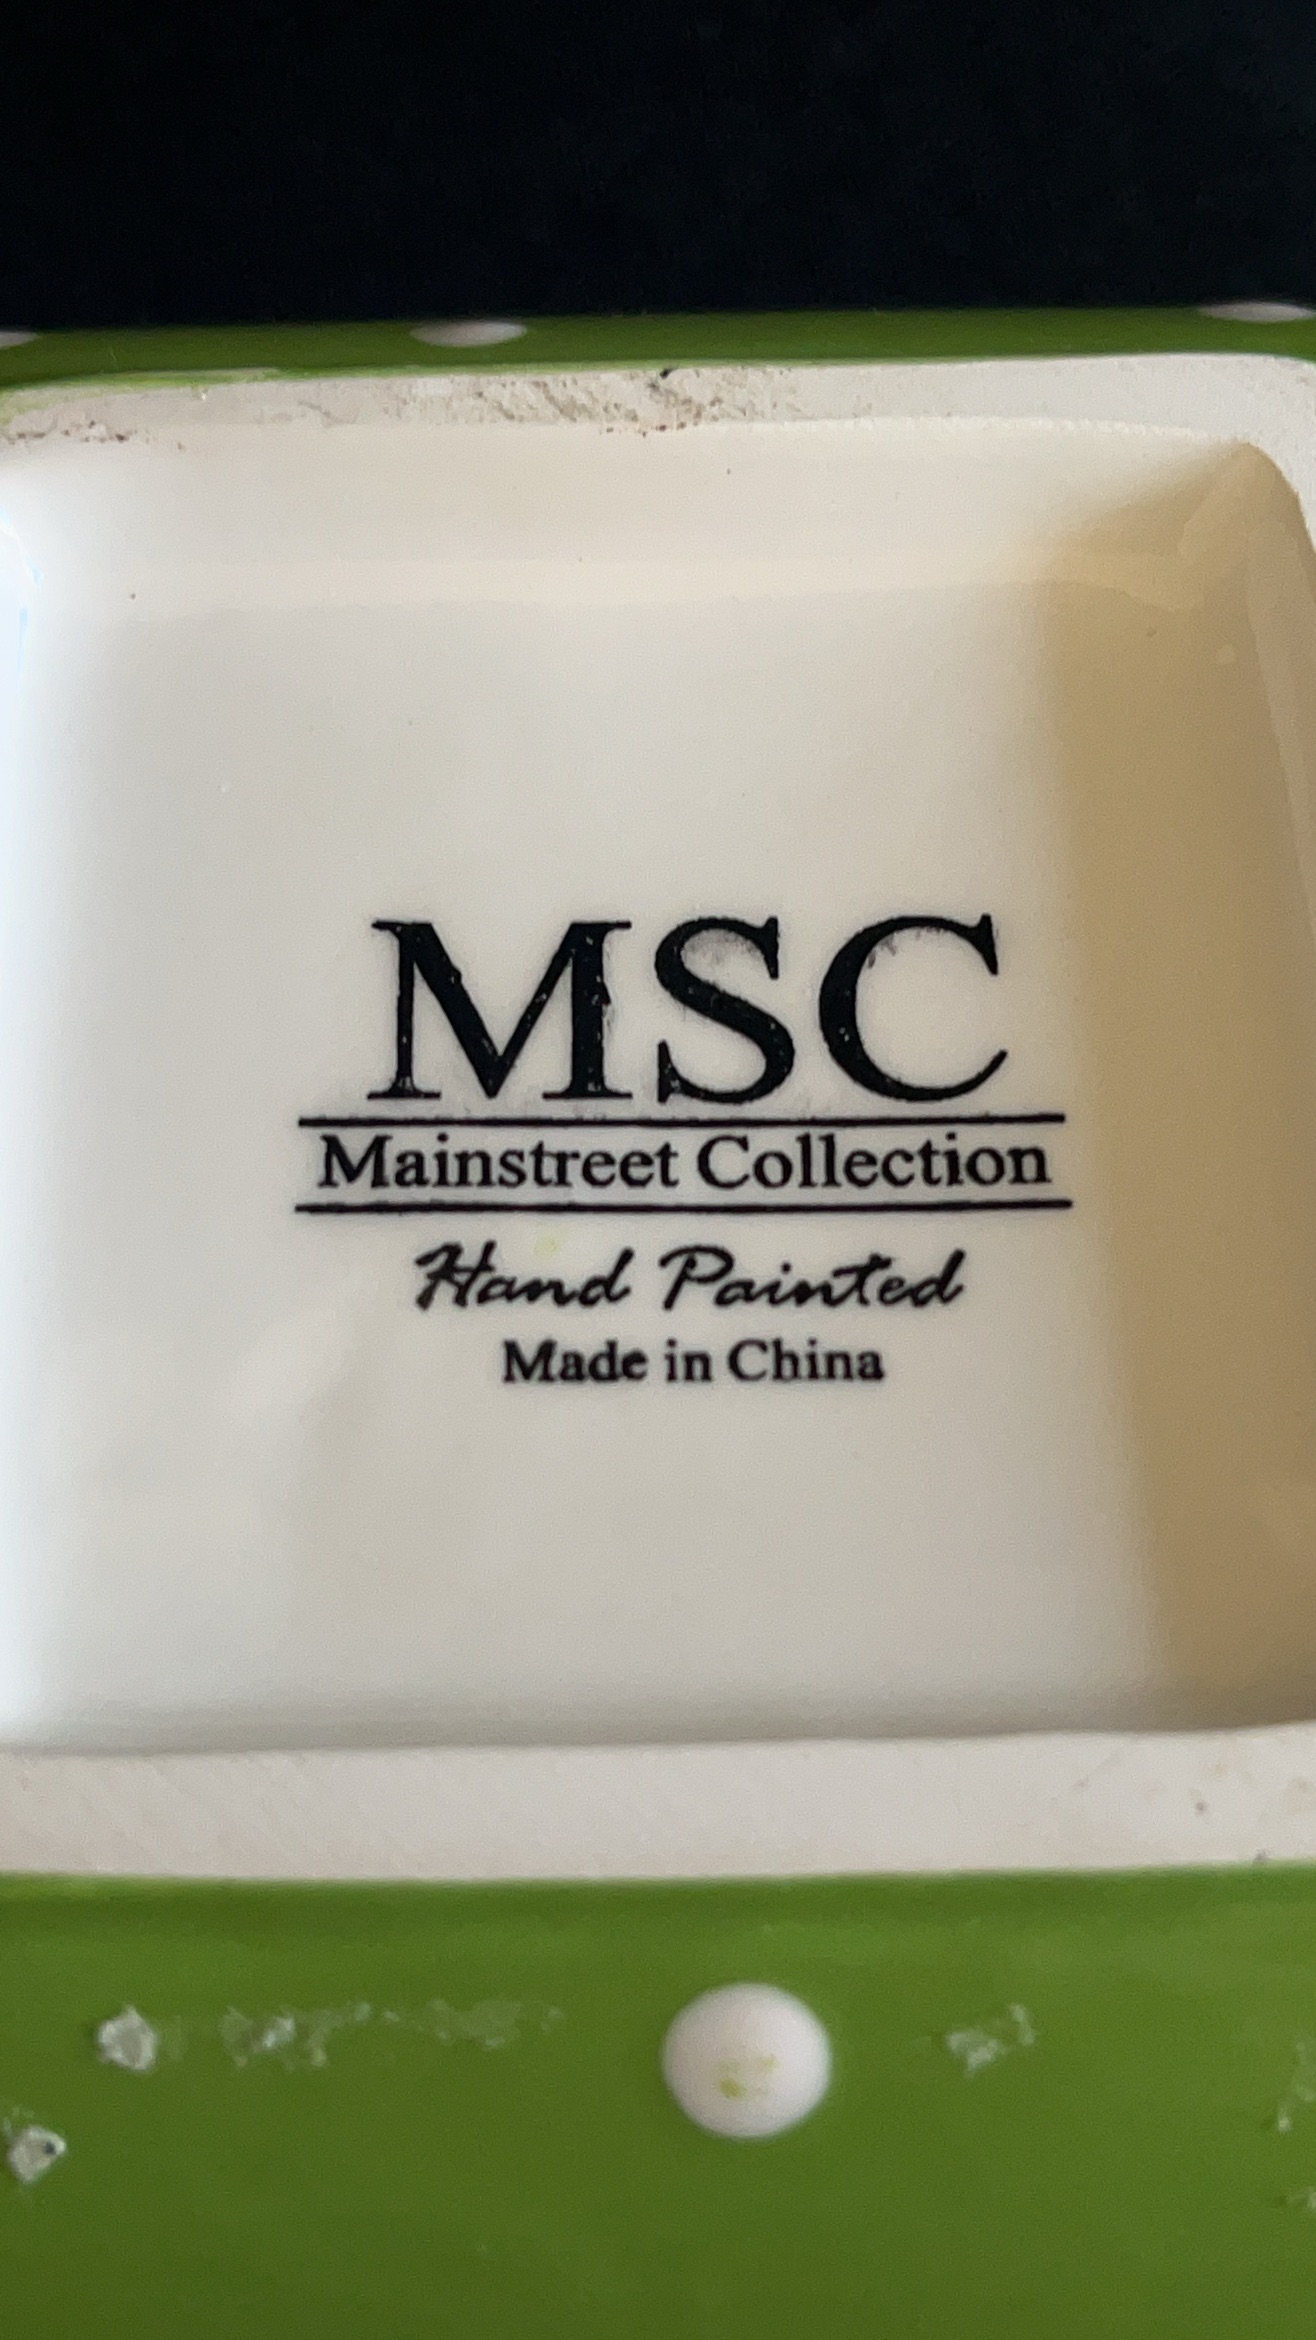 MSC
Mainstreet Collection
Hand Painted
Made in China